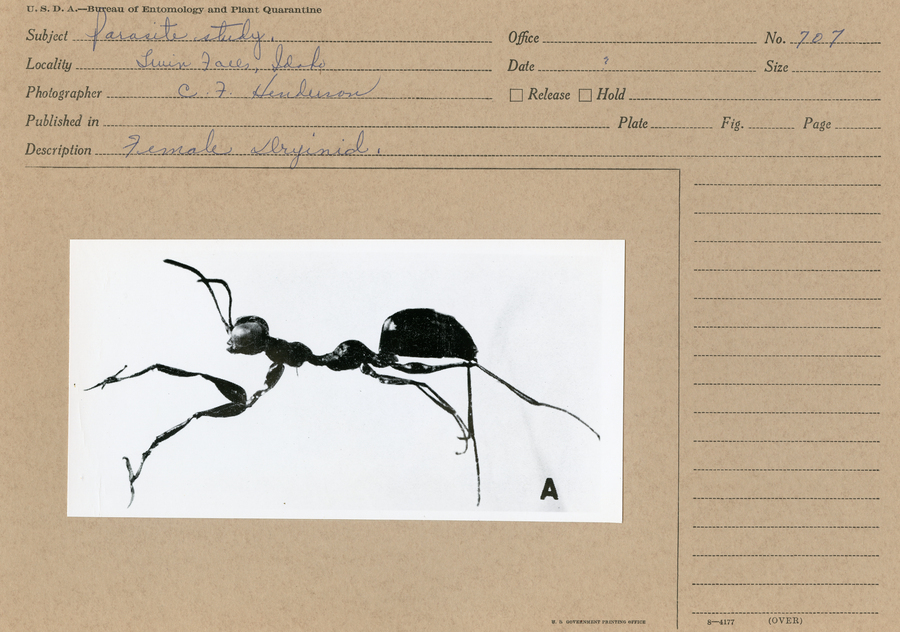 U. S. D. A.—Bureau of Entomology and Plant Quarantine
Subject Parasite study. Office No. 707
Locality Twin Falls, Idaho Date ? Size
Photographer C. F. Henderson Release Hold
Published in Plate Fig. Page
Description Female Dryinid.
A
U. S. GOVERNMENT PRINTING OFFICE 8—4177 (OVER)